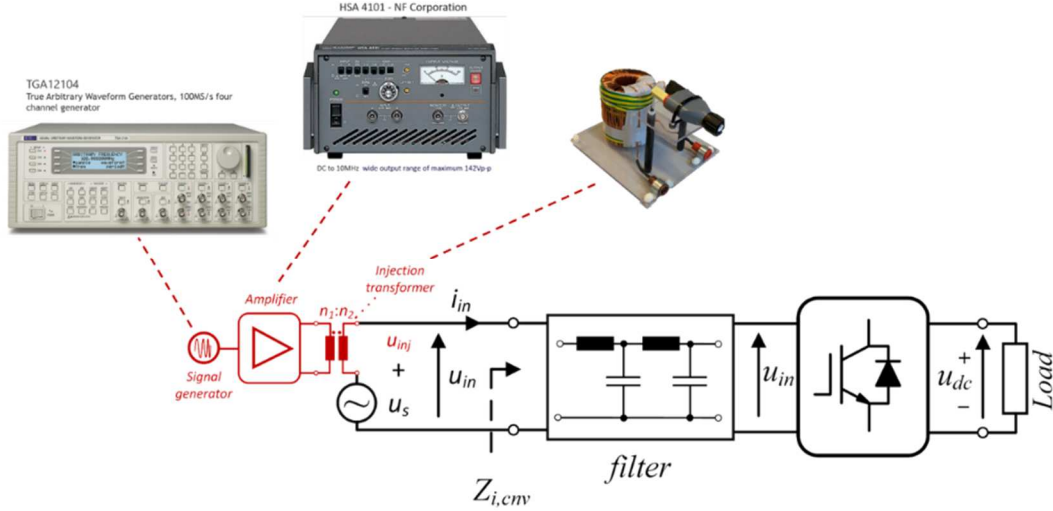 HSA 4101 - NF Corporation
TGA12104
True Arbitrary Waveform Generators, 100MS/s four
channel generator
DC to 10MHz wide output range of maximum 142Vp-p
Injection
transformer
Amplifier
n1:n2
iin
uinj
+
us
uin
Signal
generator
Zi,cnv
filter
uin
+
udc
−
Load